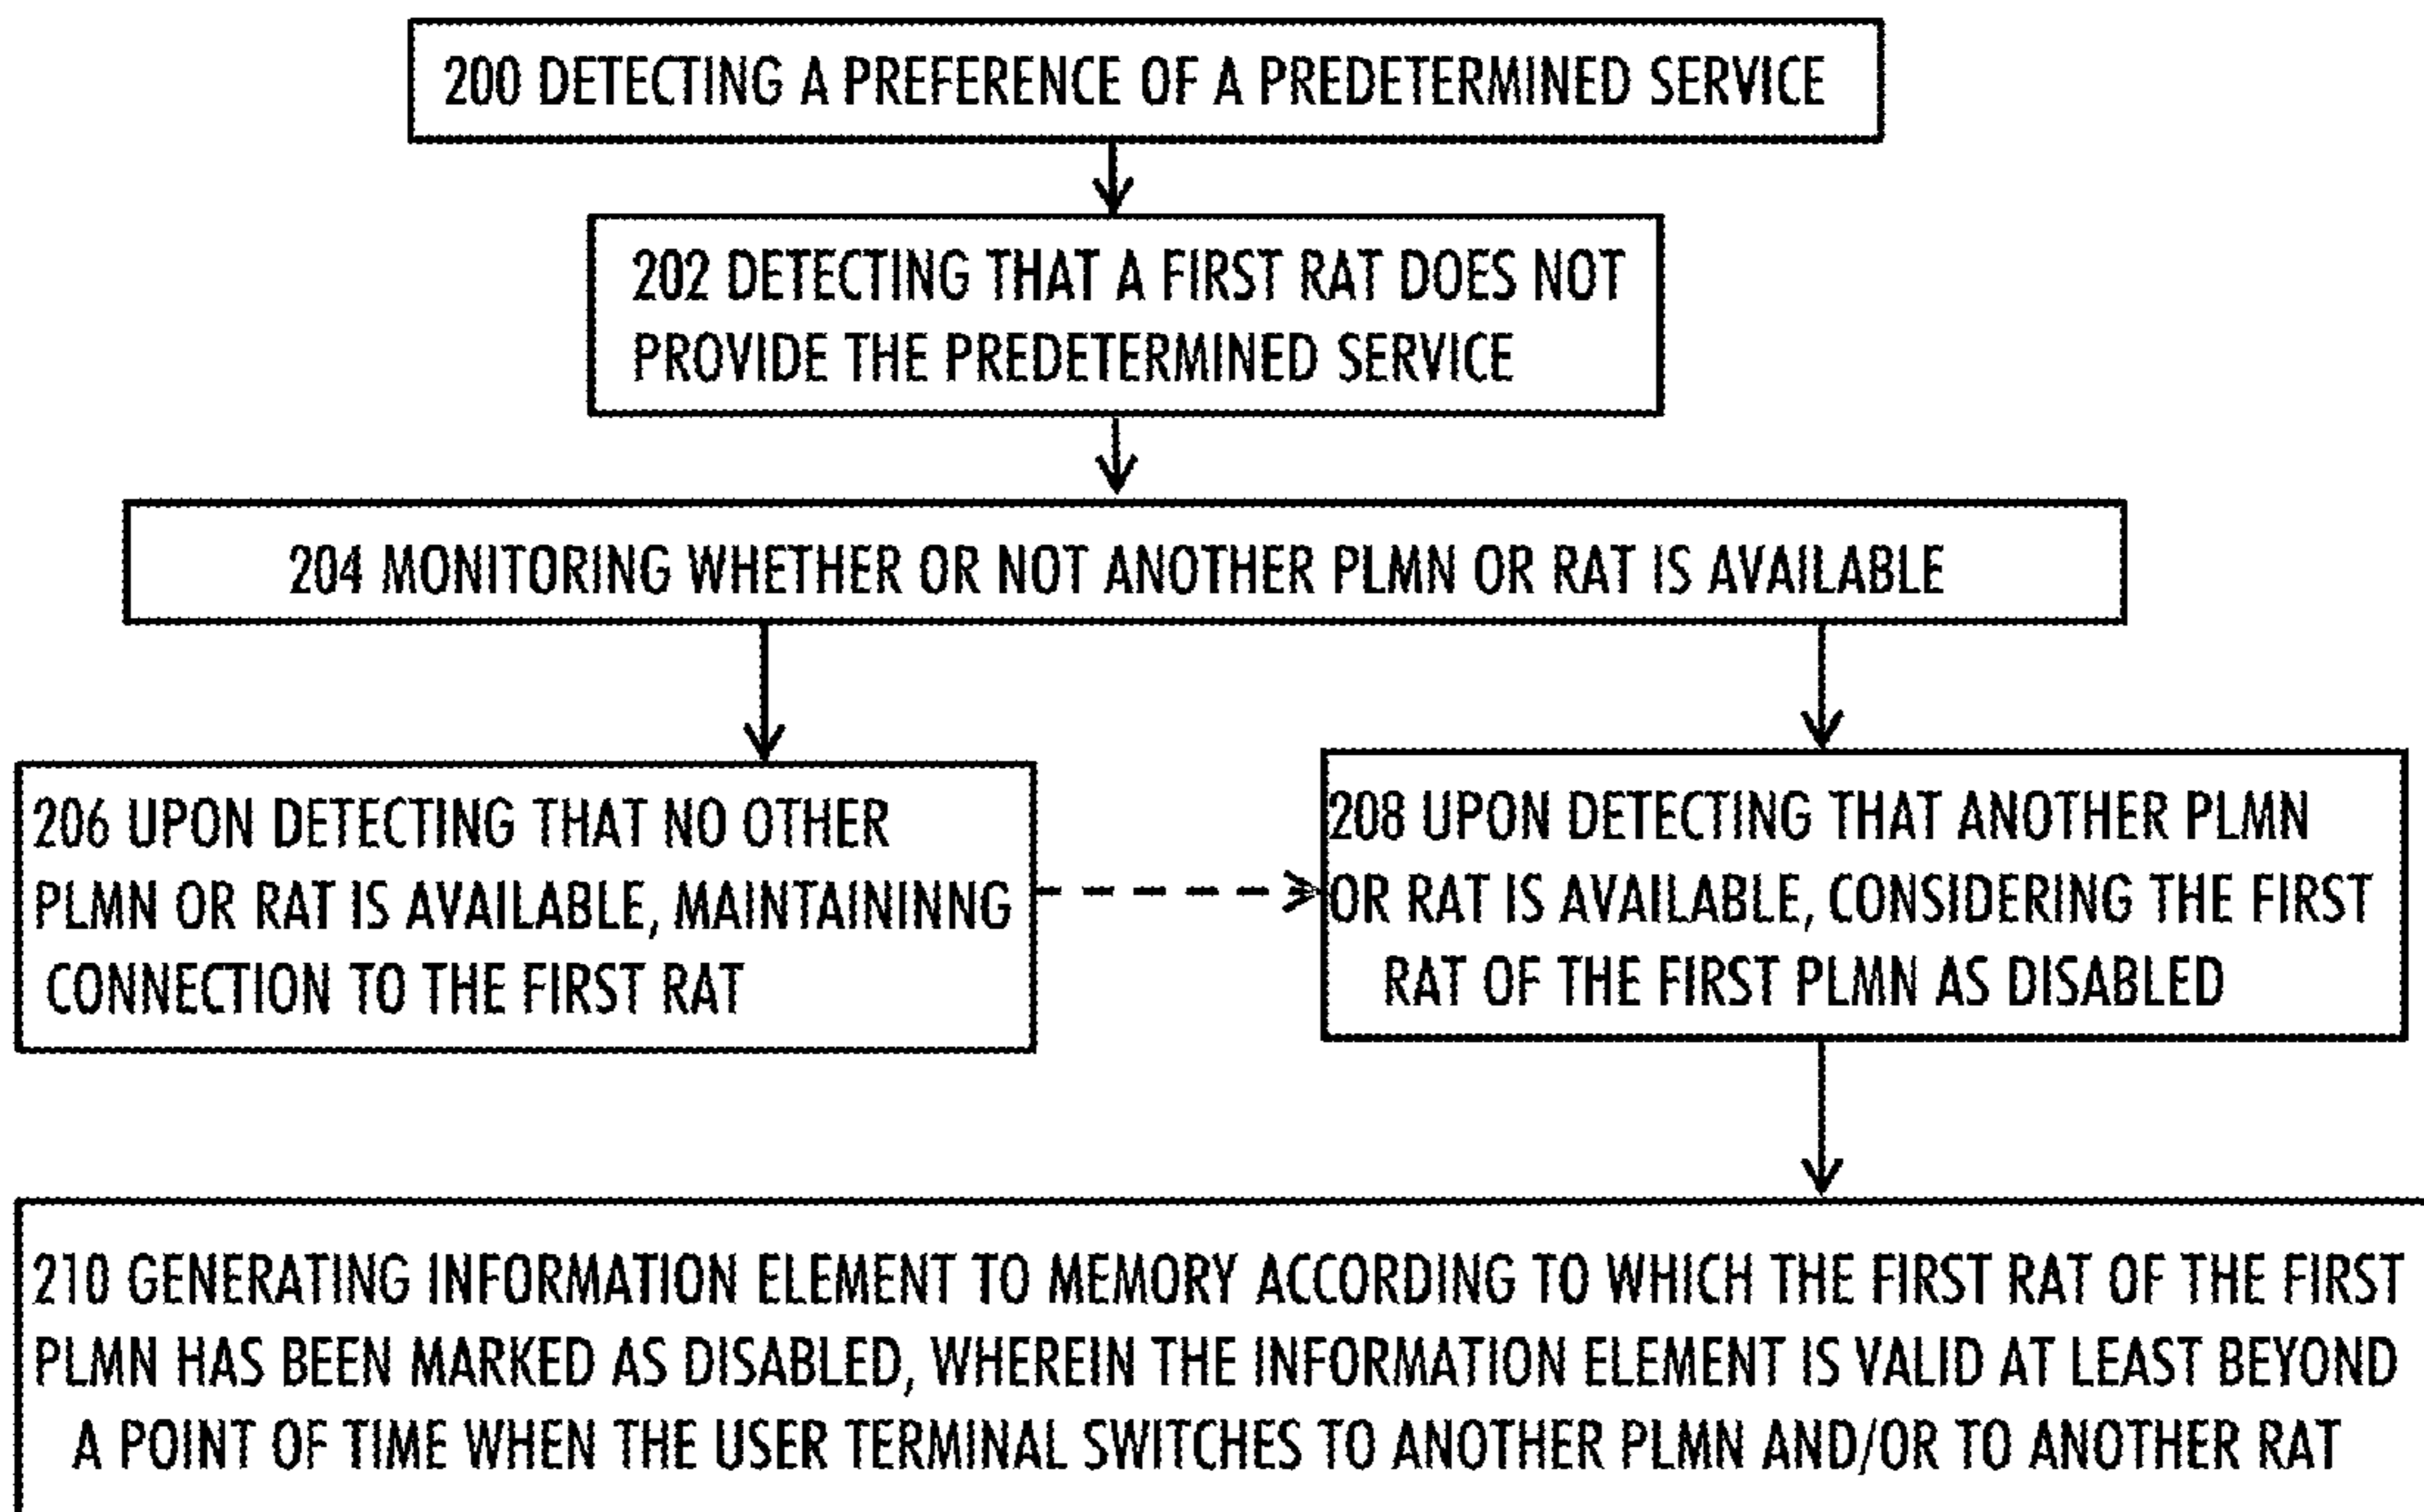 200 DETECTING A PREFERENCE OF A PREDETERMINED SERVICE
202 DETECTING THAT A FIRST RAT DOES NOT
PROVIDE THE PREDETERMINED SERVICE
204 MONITORING WHETHER OR NOT ANOTHER PLMN OR RAT IS AVAILABLE
206 UPON DETECTING THAT NO OTHER
PLMN OR RAT IS AVAILABLE, MAINTAININNG
CONNECTION TO THE FIRST RAT
208 UPON DETECTING THAT ANOTHER PLMN
OR RAT IS AVAILABLE, CONSIDERING THE FIRST
RAT OF THE FIRST PLMN AS DISABLED
210 GENERATING INFORMATION ELEMENT TO MEMORY ACCORDING TO WHICH THE FIRST RAT OF THE FIRST
PLMN HAS BEEN MARKED AS DISABLED, WHEREIN THE INFORMATION ELEMENT IS VALID AT LEAST BEYOND
A POINT OF TIME WHEN THE USER TERMINAL SWITCHES TO ANOTHER PLMN AND/OR TO ANOTHER RAT